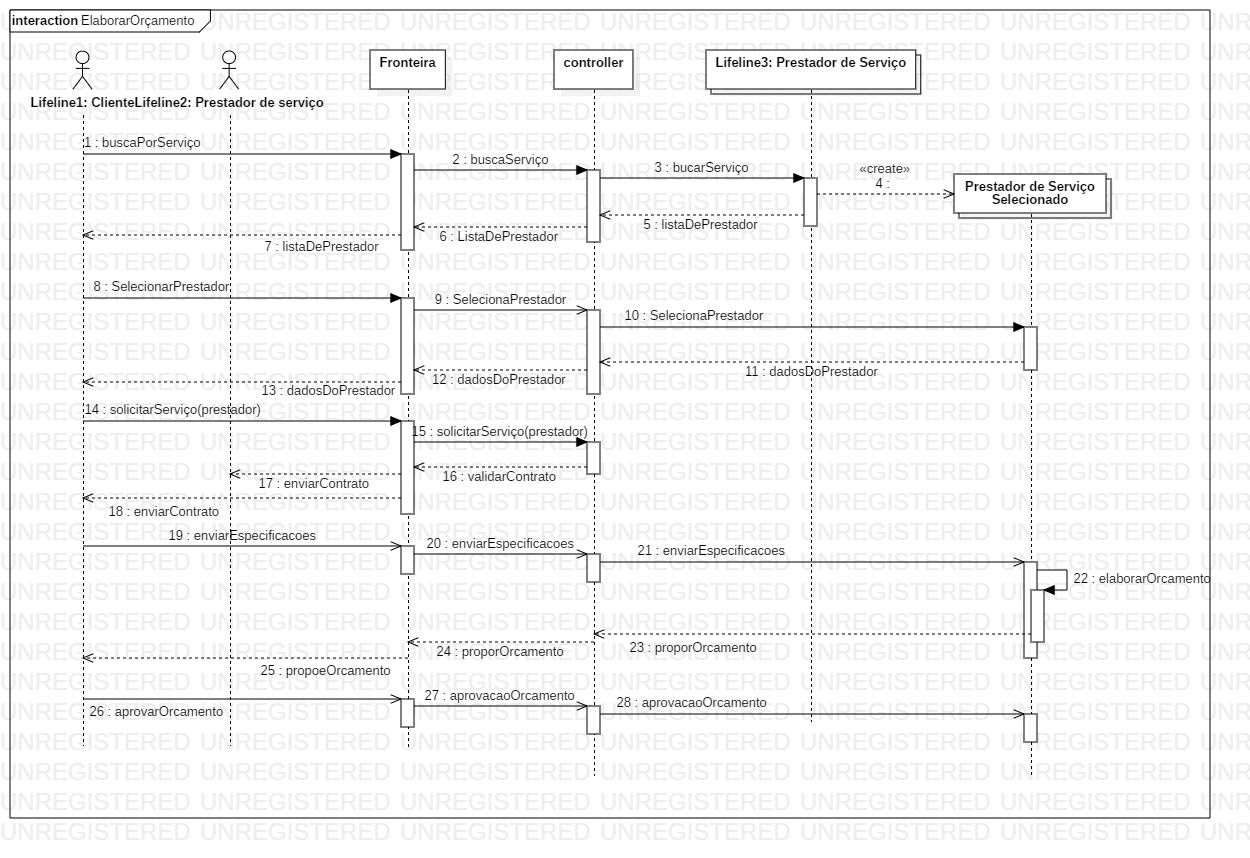 interaction ElaborarOrçamento
Lifeline1: Cliente
Lifeline2: Prestador de serviço
Fronteira
controller
Lifeline3: Prestador de Serviço
1 : buscaPorServiço
2 : buscaServiço
3 : bucarServiço
«create»
4 :
Prestador de Serviço
Selecionado
5 : listaDePrestador
6 : ListaDePrestador
7 : listaDePrestador
8 : SelecionarPrestador
9 : SelecionaPrestador
10 : SelecionaPrestador
11 : dadosDoPrestador
12 : dadosDoPrestador
13 : dadosDoPrestador
14 : solicitarServiço(prestador)
15 : solicitarServiço(prestador)
16 : validarContrato
17 : enviarContrato
18 : enviarContrato
19 : enviarEspecificacoes
20 : enviarEspecificacoes
21 : enviarEspecificacoes
22 : elaborarOrcamento
23 : proporOrcamento
24 : proporOrcamento
25 : propoeOrcamento
26 : aprovarOrcamento
27 : aprovacaoOrcamento
28 : aprovacaoOrcamento
UNREGISTERED